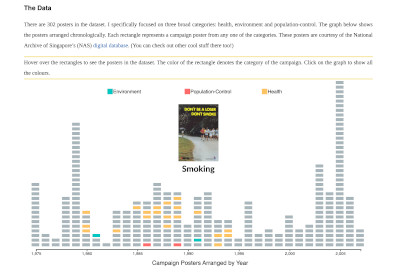 The Data
There are 302 posters in the dataset. I specifically focused on three broad categories: health, environment and population-control. The graph below shows
the posters arranged chronologically. Each rectangle represents a campaign poster from any one of the categories. These posters are courtesy of the National
Archive of Singapore's (NAS) digital database. (You can check out other cool stuff there too!)
Hover over the rectangles to see the posters in the dataset. The color of the rectangle denotes the category of the campaign. Click on the graph to show all
the colours.
Environment
Population-Control
Health
DON'T BE A LOSER
DON'T SMOKE
Smoking
1,975
1,980
1,985
1,990
1,995
2,000
Campaign Posters Arranged by Year